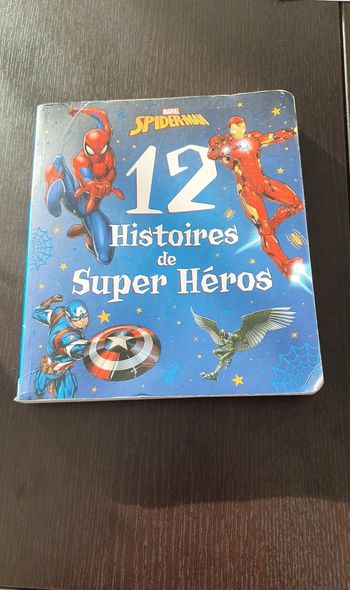 MARVEL
SPIDER-MAN
12
Histoires
de
Super Héros